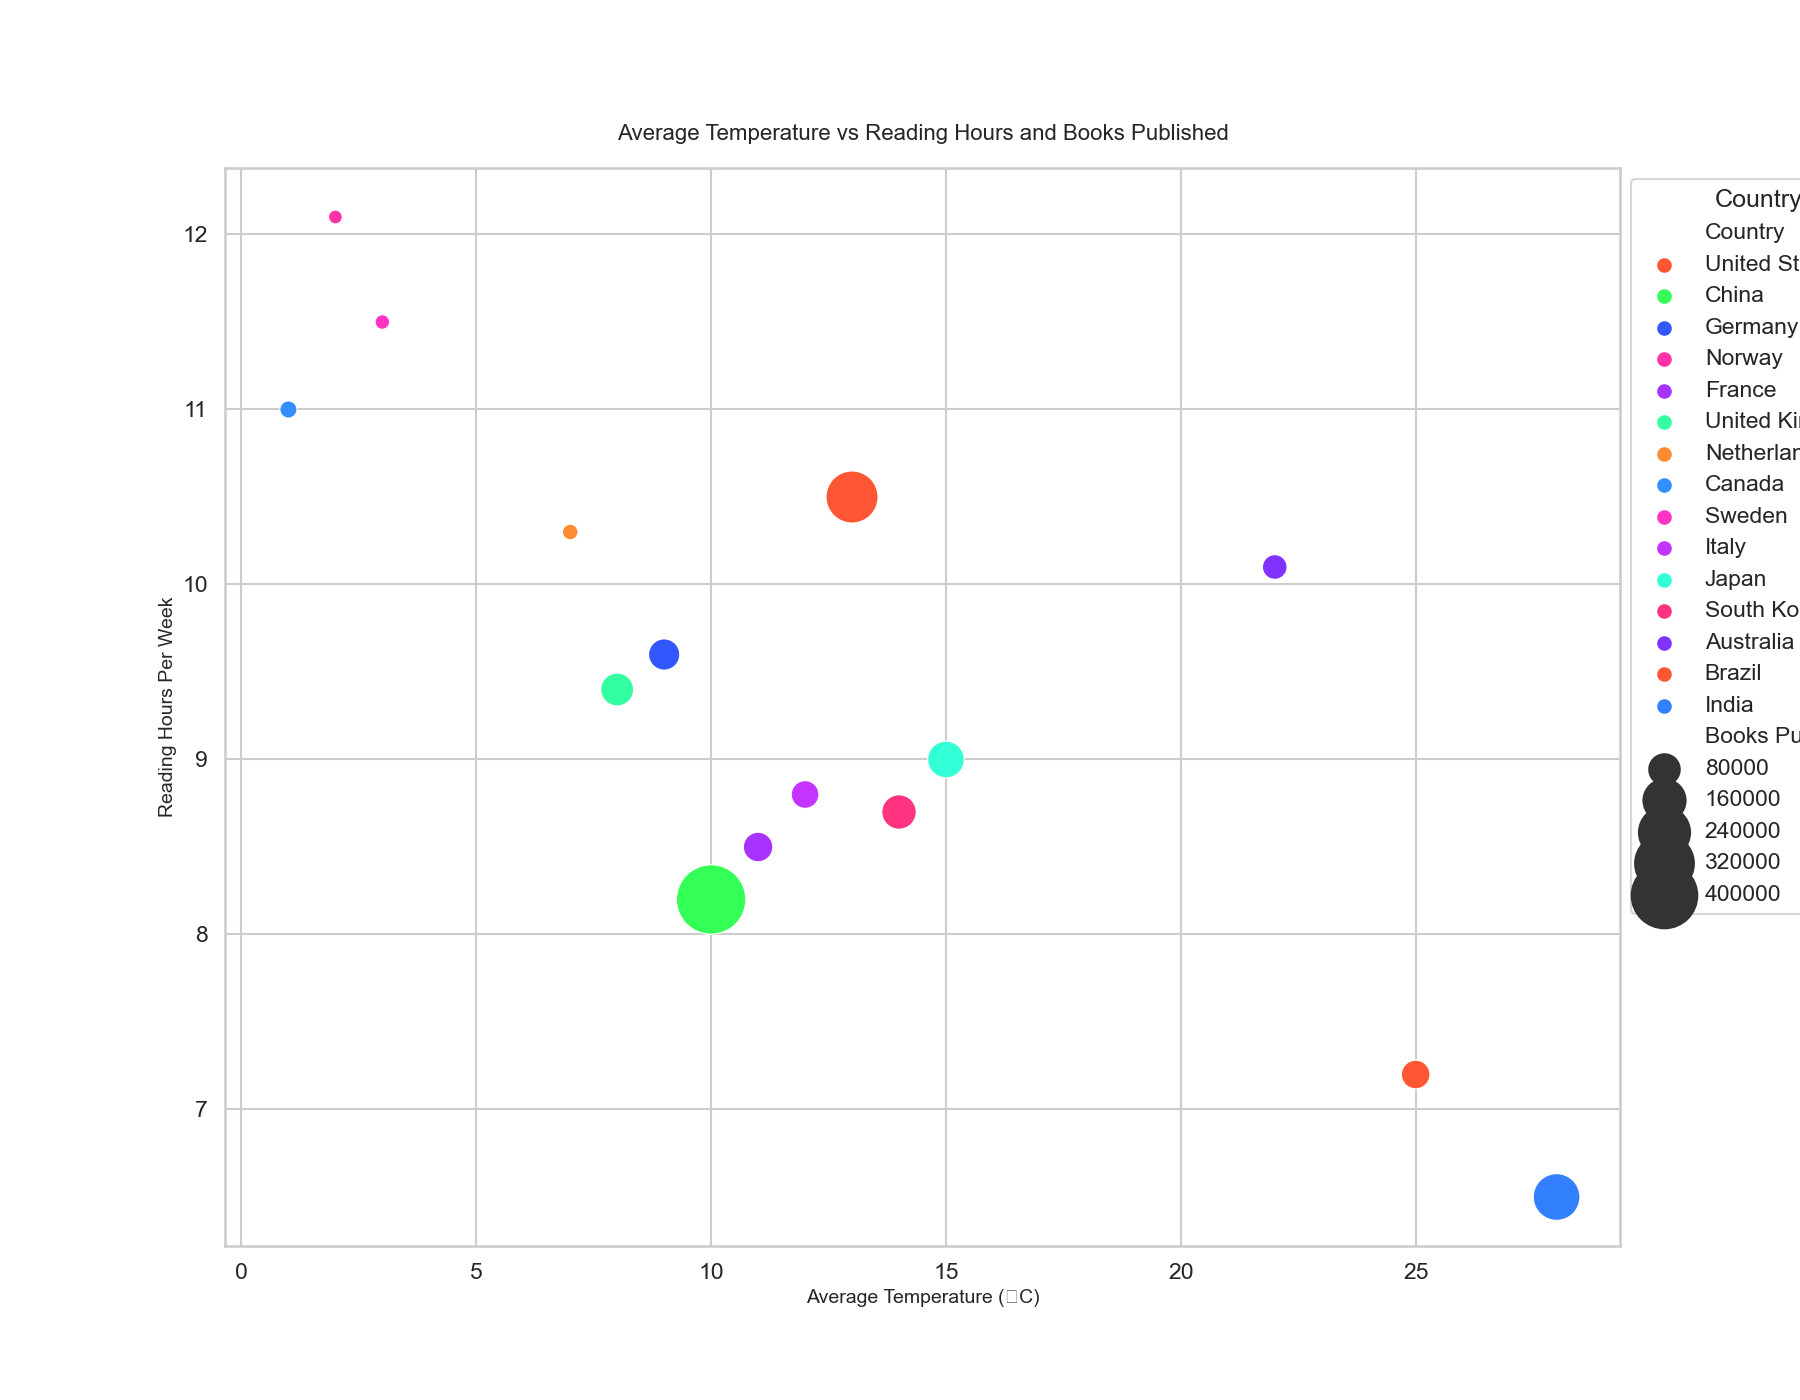 Average Temperature vs Reading Hours and Books Published
12
11
10
9
8
7
Reading Hours Per Week
0 5 10 15 20 25
Average Temperature (□C)
Country
Country
United St
China
Germany
Norway
France
United Ki
Netherlan
Canada
Sweden
Italy
Japan
South Ko
Australia
Brazil
India
Books Pu
80000
160000
240000
320000
400000